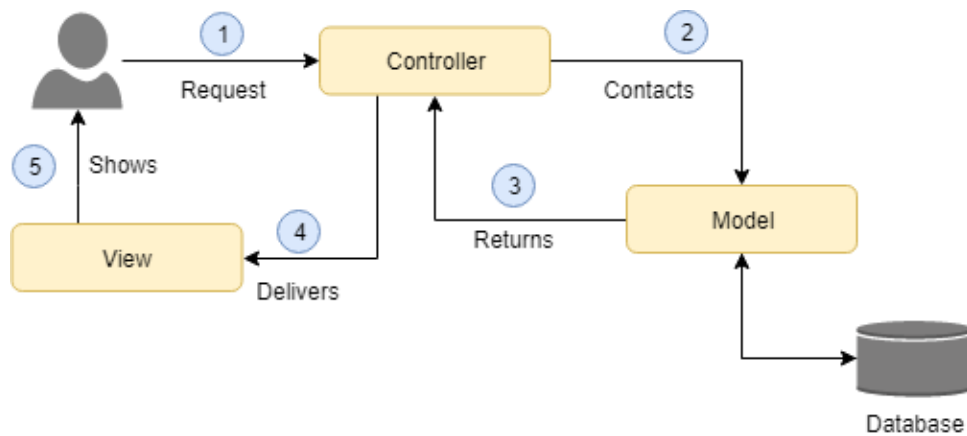 1
Request
Controller
2
Contacts
5
Shows
3
Returns
Model
View
4
Delivers
Database